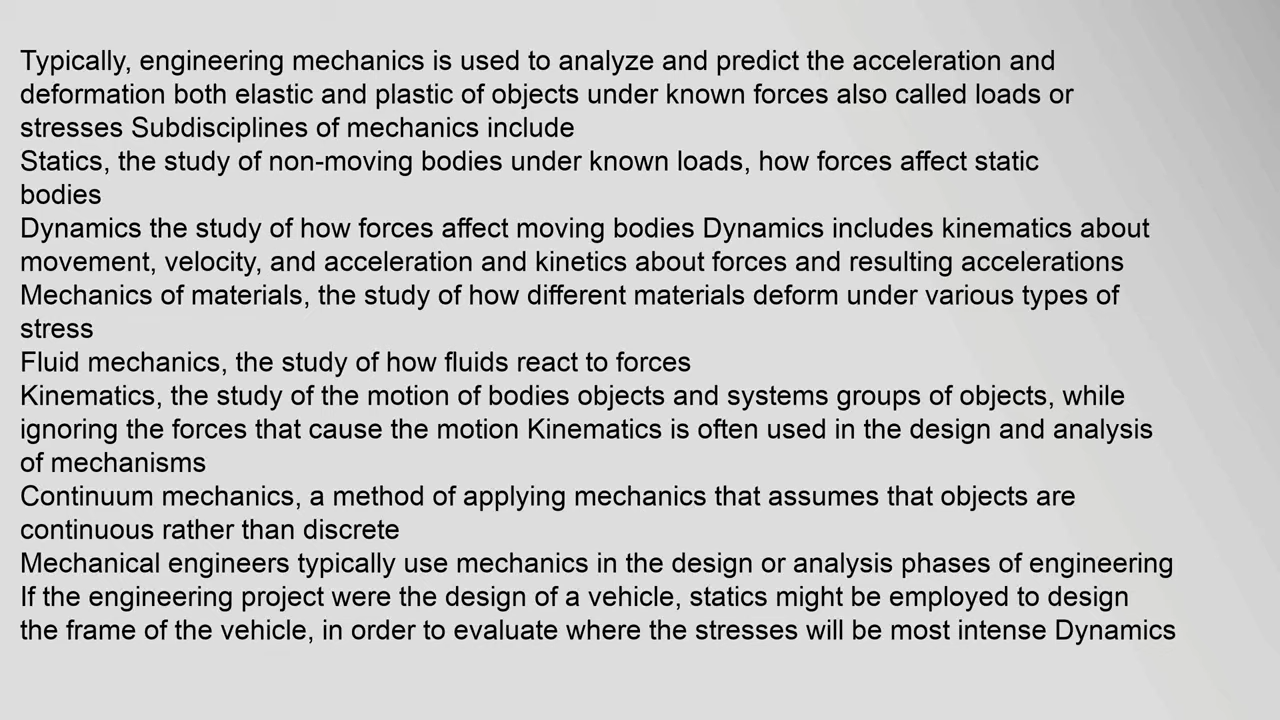 Typically, engineering mechanics is used to analyze and predict the acceleration and
deformation both elastic and plastic of objects under known forces also called loads or
stresses Subdisciplines of mechanics include
Statics, the study of non-moving bodies under known loads, how forces affect static
bodies
Dynamics the study of how forces affect moving bodies Dynamics includes kinematics about
movement, velocity, and acceleration and kinetics about forces and resulting accelerations
Mechanics of materials, the study of how different materials deform under various types of
stress
Fluid mechanics, the study of how fluids react to forces
Kinematics, the study of the motion of bodies objects and systems groups of objects, while
ignoring the forces that cause the motion Kinematics is often used in the design and analysis
of mechanisms
Continuum mechanics, a method of applying mechanics that assumes that objects are
continuous rather than discrete
Mechanical engineers typically use mechanics in the design or analysis phases of engineering
If the engineering project were the design of a vehicle, statics might be employed to design
the frame of the vehicle, in order to evaluate where the stresses will be most intense Dynamics